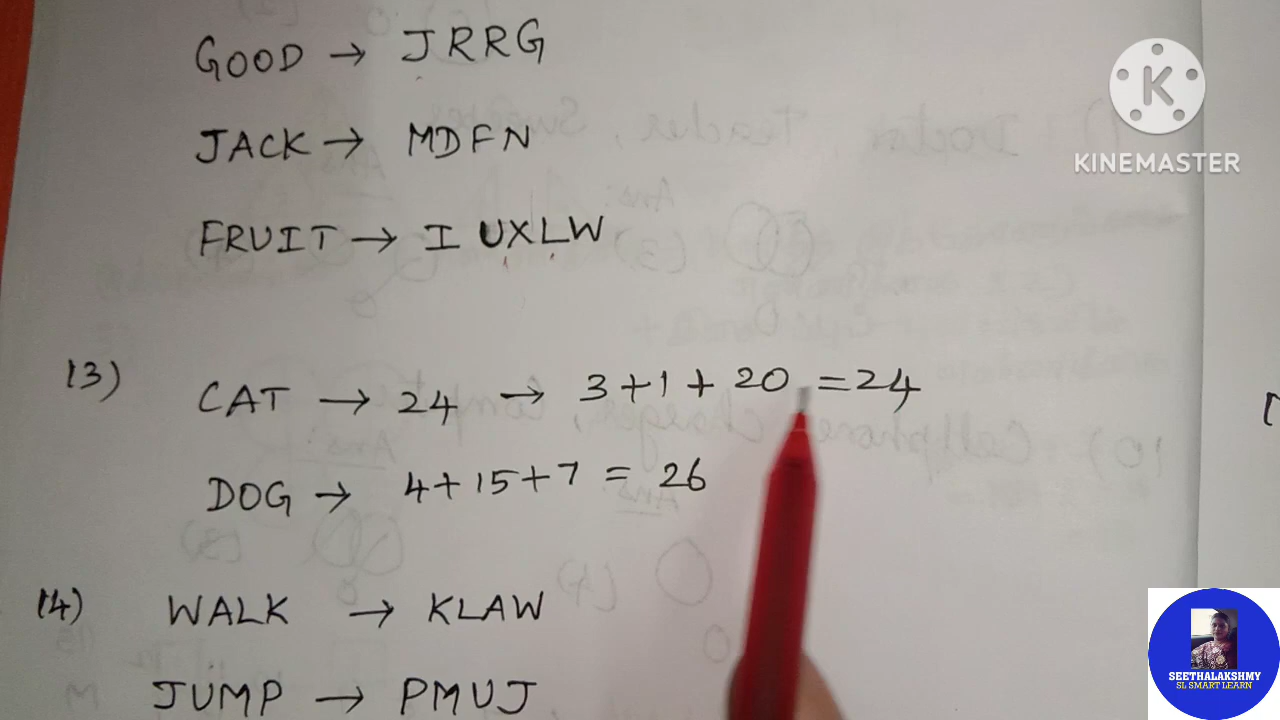 GOOD → JRRG
JACK → MDFN
FRUIT → IUXLW
13) CAT → 24 → 3+1+20=24
DOG → 4+15+7 = 26
14) WALK → KLAW
JUMP → PMUJ
KINEMASTER
SEETHALAKSHMY
SL SMART LEARN